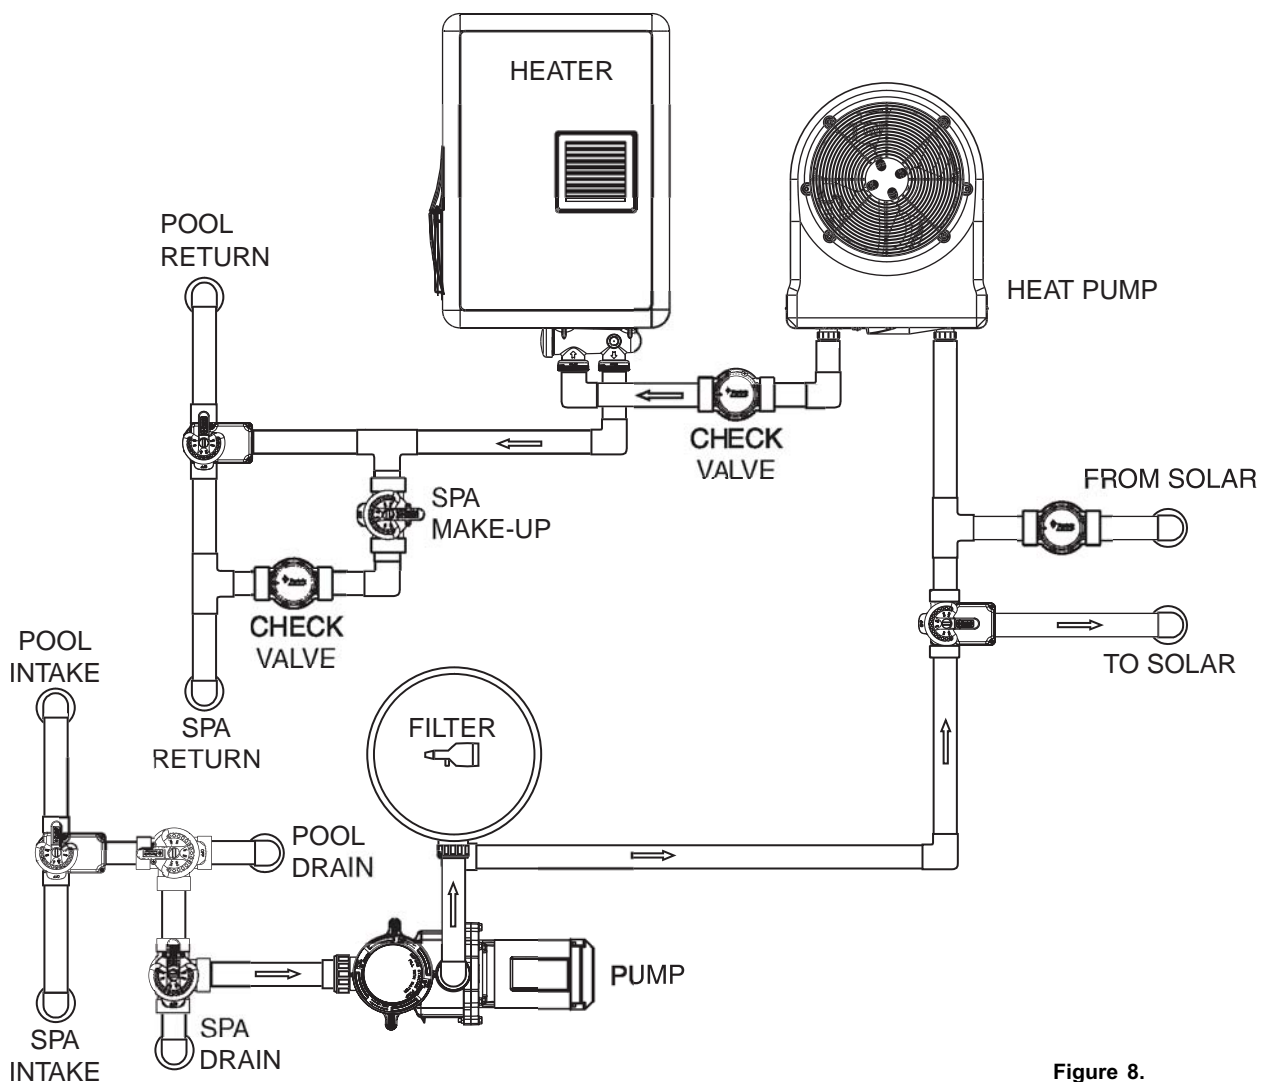 HEATER
POOL
RETURN
HEAT PUMP
CHECK
VALVE
FROM SOLAR
SPA
MAKE-UP
CHECK
VALVE
POOL
INTAKE
TO SOLAR
SPA
RETURN
FILTER
POOL
DRAIN
PUMP
SPA
DRAIN
SPA
INTAKE
Figure 8.